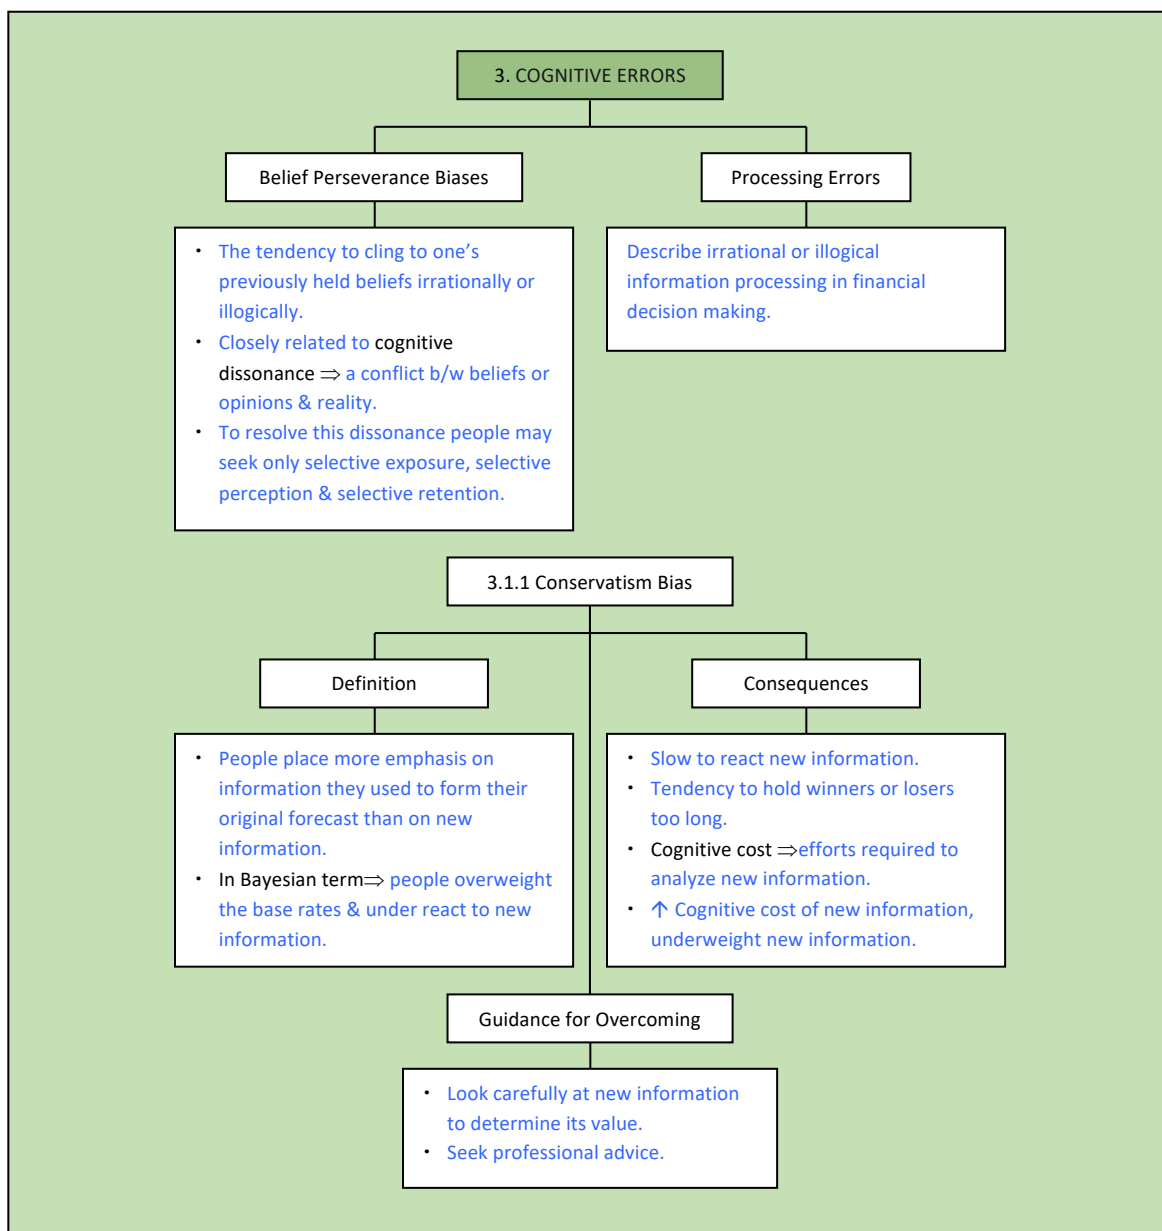 3. COGNITIVE ERRORS
Belief Perseverance Biases
Processing Errors
• The tendency to cling to one’s
previously held beliefs irrationally or
illogically.
• Closely related to cognitive
dissonance ⇒ a conflict b/w beliefs or
opinions & reality.
• To resolve this dissonance people may
seek only selective exposure, selective
perception & selective retention.
Describe irrational or illogical
information processing in financial
decision making.
3.1.1 Conservatism Bias
Definition
Consequences
• People place more emphasis on
information they used to form their
original forecast than on new
information.
• In Bayesian term⇒ people overweight
the base rates & under react to new
information.
• Slow to react new information.
• Tendency to hold winners or losers
too long.
• Cognitive cost ⇒efforts required to
analyze new information.
• ↑ Cognitive cost of new information,
underweight new information.
Guidance for Overcoming
• Look carefully at new information
to determine its value.
• Seek professional advice.